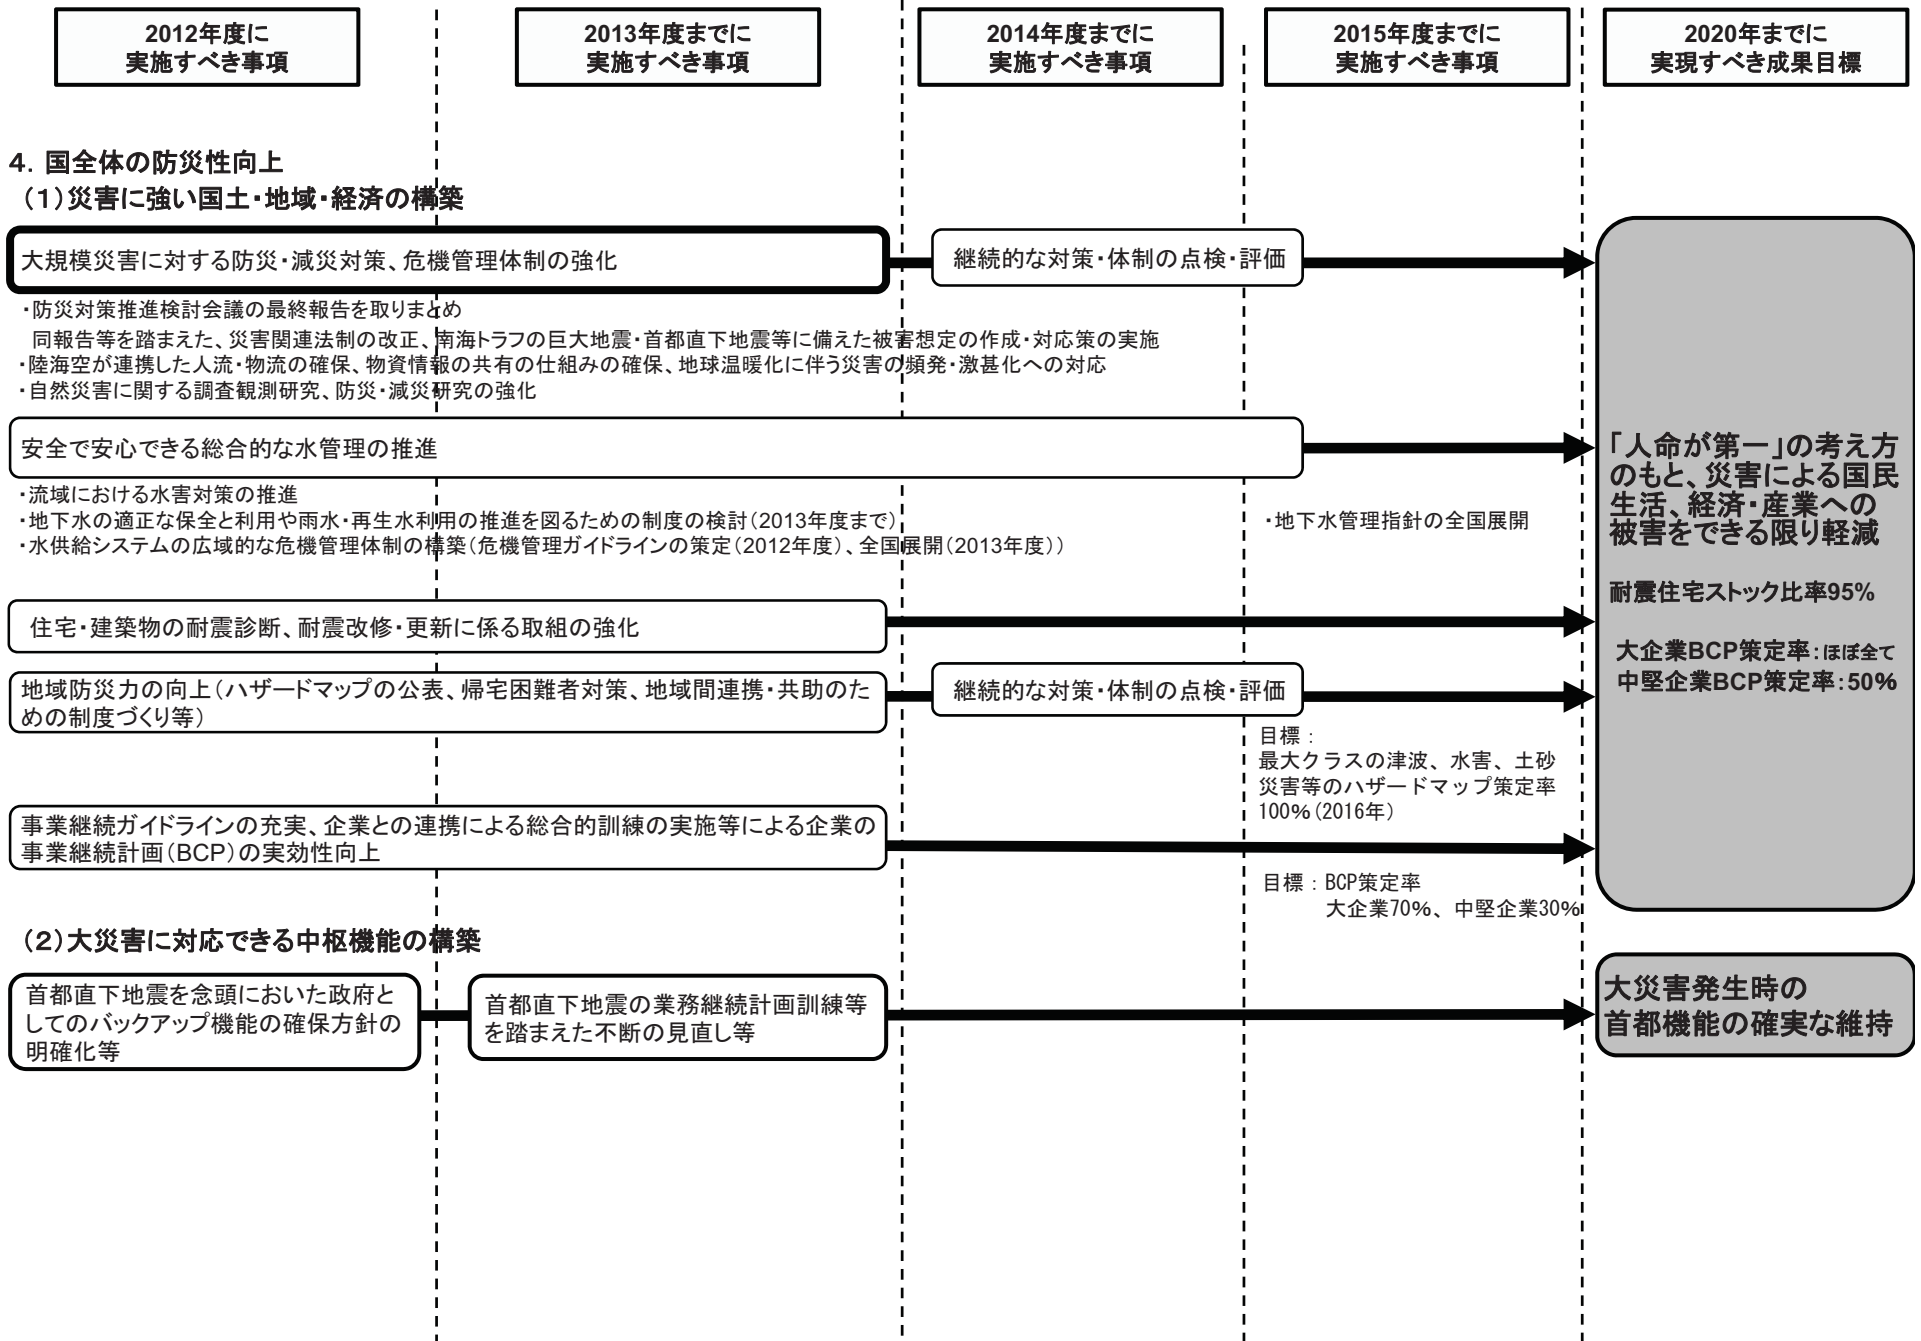 2012年度に
実施すべき事項
2013年度までに
実施すべき事項
2014年度までに
実施すべき事項
2015年度までに
実施すべき事項
2020年までに
実現すべき成果目標
4．国全体の防災性向上
（1）災害に強い国土・地域・経済の構築
大規模災害に対する防災・減災対策、危機管理体制の強化
継続的な対策・体制の点検・評価
・防災対策推進検討会議の最終報告を取りまとめ
同報告等を踏まえた、災害関連法制の改正、南海トラフの巨大地震・首都直下地震等に備えた被害想定の作成・対応策の実施
・陸海空が連携した人流・物流の確保、物資情報の共有の仕組みの確保、地球温暖化に伴う災害の頻発・激甚化への対応
・自然災害に関する調査観測研究、防災・減災研究の強化
安全で安心できる総合的な水管理の推進
・流域における水害対策の推進
・地下水の適正な保全と利用や雨水・再生水利用の推進を図るための制度の検討（2013年度まで）
・水供給システムの広域的な危機管理体制の構築（危機管理ガイドラインの策定（2012年度）、全国展開（2013年度））
・地下水管理指針の全国展開
住宅・建築物の耐震診断、耐震改修・更新に係る取組の強化
地域防災力の向上（ハザードマップの公表、帰宅困難者対策、地域間連携・共助のた
めの制度づくり等）
継続的な対策・体制の点検・評価
目標：
最大クラスの津波、水害、土砂
災害等のハザードマップ策定率
100％（2016年）
事業継続ガイドラインの充実、企業との連携による総合的訓練の実施等による企業の
事業継続計画（BCP）の実効性向上
目標：BCP策定率
大企業70％、中堅企業30％
「人命が第一」の考え方
のもと、災害による国民
生活、経済・産業への
被害をできる限り軽減
耐震住宅ストック比率95％
大企業BCP策定率：ほぼ全て
中堅企業BCP策定率：50％
（2）大災害に対応できる中枢機能の構築
首都直下地震を念頭においた政府と
してのバックアップ機能の確保方針の
明確化等
首都直下地震の業務継続計画訓練等
を踏まえた不断の見直し等
大災害発生時の
首都機能の確実な維持